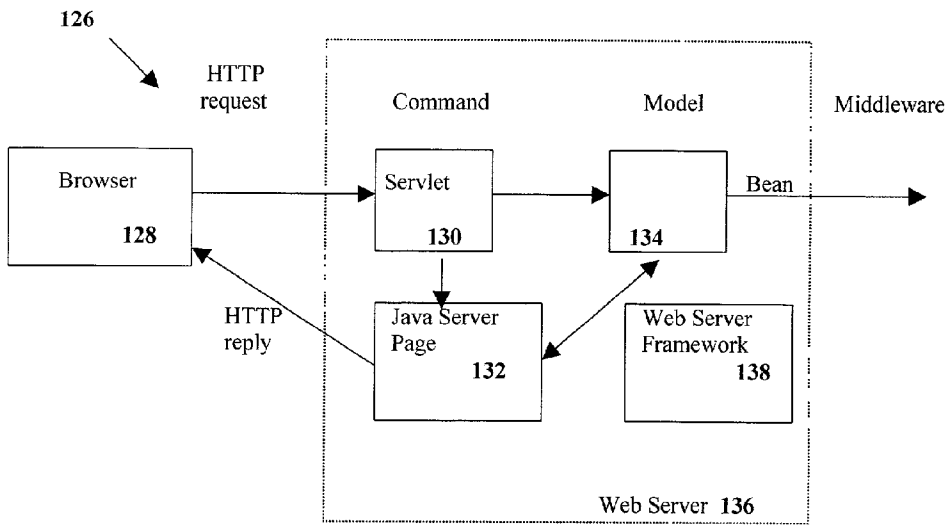 126
HTTP
request
Command
Model
Middleware
Browser
128
Servlet
130
134
Bean
HTTP
reply
Java Server
Page
132
Web Server
Framework
138
Web Server 136